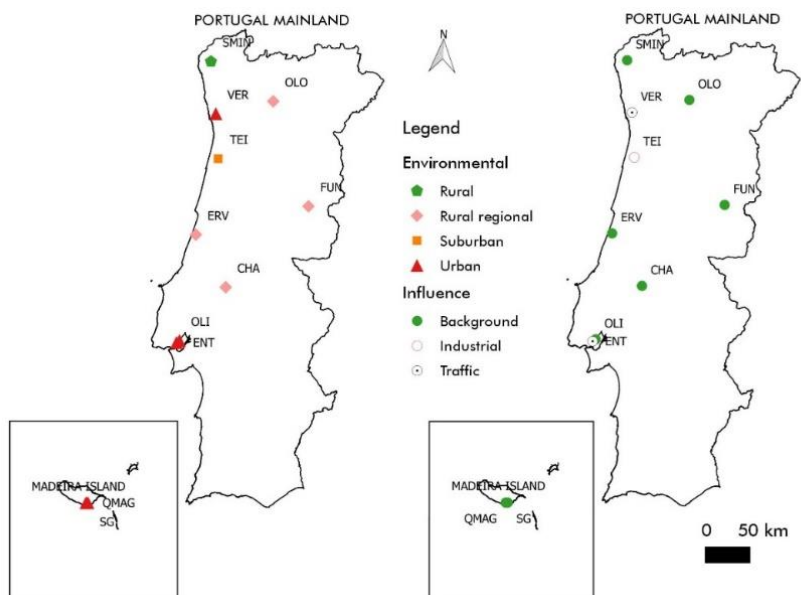 PORTUGAL MAINLAND
SMIN
VER
OLO
TEI
FUN
ERV
CHA
OLI
ENT
MADEIRA ISLAND
QMAG
SG
N
Legend
Environmental
Rural
Rural regional
Suburban
Urban
Influence
Background
Industrial
Traffic
PORTUGAL MAINLAND
SMIN
OLO
VER
TEI
FUN
ERV
CHA
OLI
ENT
MADEIRA ISLAND
QMAG SG
0 50 km